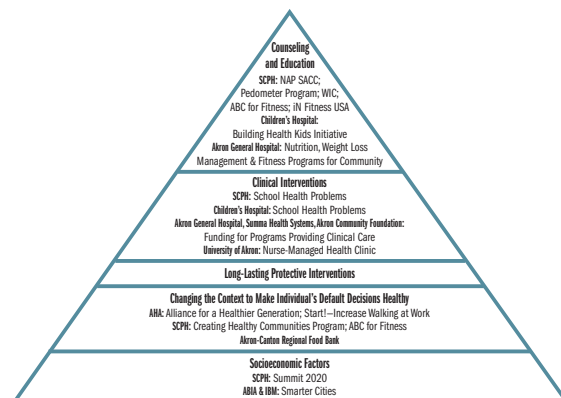 Counseling
and Education
SCPH: NAP SACC;
Pedometer Program; WIC;
ABC for Fitness; iN Fitness USA
Children's Hospital:
Building Health Kids Initiative
Akron General Hospital: Nutrition, Weight Loss
Management & Fitness Programs for Community
Clinical Interventions
SCPH: School Health Problems
Children's Hospital: School Health Problems
Akron General Hospital, Summa Health Systems, Akron Community Foundation:
Funding for Programs Providing Clinical Care
University of Akron: Nurse-Managed Health Clinic
Long-Lasting Protective Interventions
Changing the Context to Make Individual's Default Decisions Healthy
AHA: Alliance for a Healthier Generation; Start!—Increase Walking at Work
SCPH: Creating Healthy Communities Program; ABC for Fitness
Akron-Canton Regional Food Bank
Socioeconomic Factors
SCPH: Summit 2020
ABIA & IBM: Smarter Cities